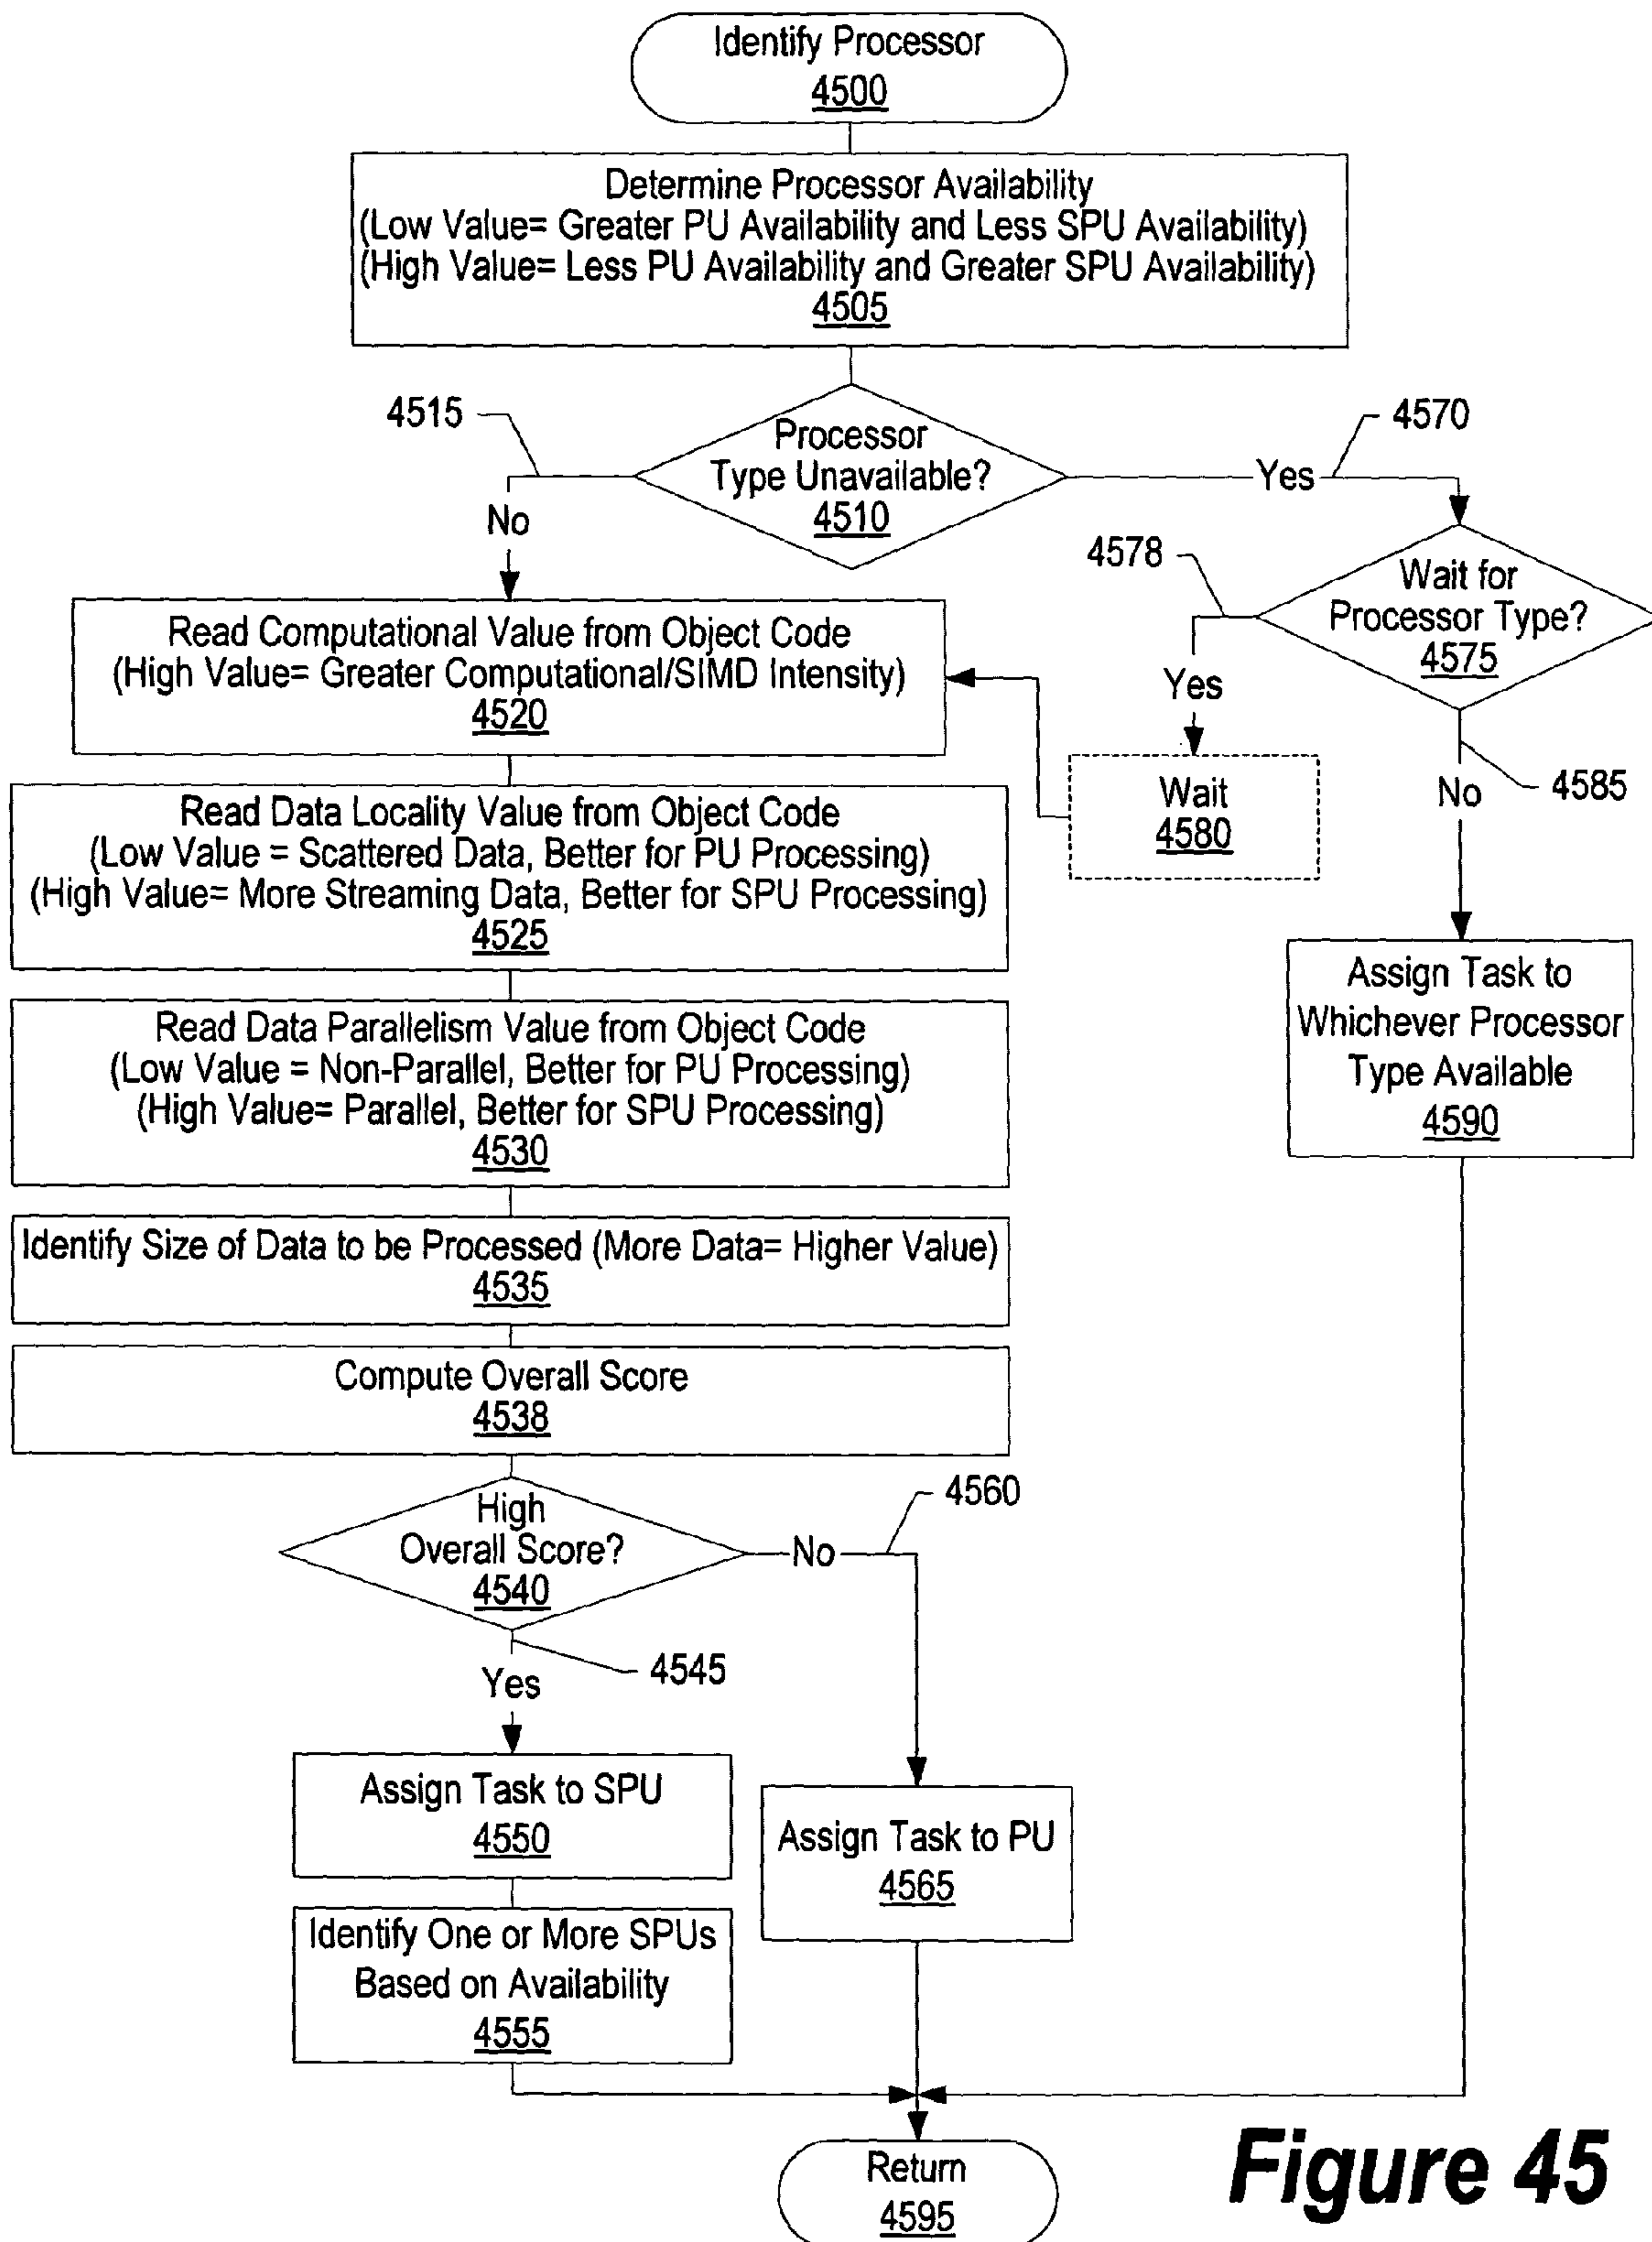 Identify Processor
4500
Determine Processor Availability
(Low Value= Greater PU Availability and Less SPU Availability)
(High Value= Less PU Availability and Greater SPU Availability)
4505
4515
Processor
Type Unavailable?
4510
Yes
4570
No
4578
Wait for
Processor Type?
4575
Read Computational Value from Object Code
(High Value= Greater Computational/SIMD Intensity)
4520
Yes
Wait
4580
No
4585
Read Data Locality Value from Object Code
(Low Value = Scattered Data, Better for PU Processing)
(High Value= More Streaming Data, Better for SPU Processing)
4525
Assign Task to
Whichever Processor
Type Available
4590
Read Data Parallelism Value from Object Code
(Low Value = Non-Parallel, Better for PU Processing)
(High Value= Parallel, Better for SPU Processing)
4530
Identify Size of Data to be Processed (More Data= Higher Value)
4535
Compute Overall Score
4538
High
Overall Score?
4540
No
4560
4545
Yes
Assign Task to SPU
4550
Assign Task to PU
4565
Identify One or More SPUs
Based on Availability
4555
Return
4595
Figure 45